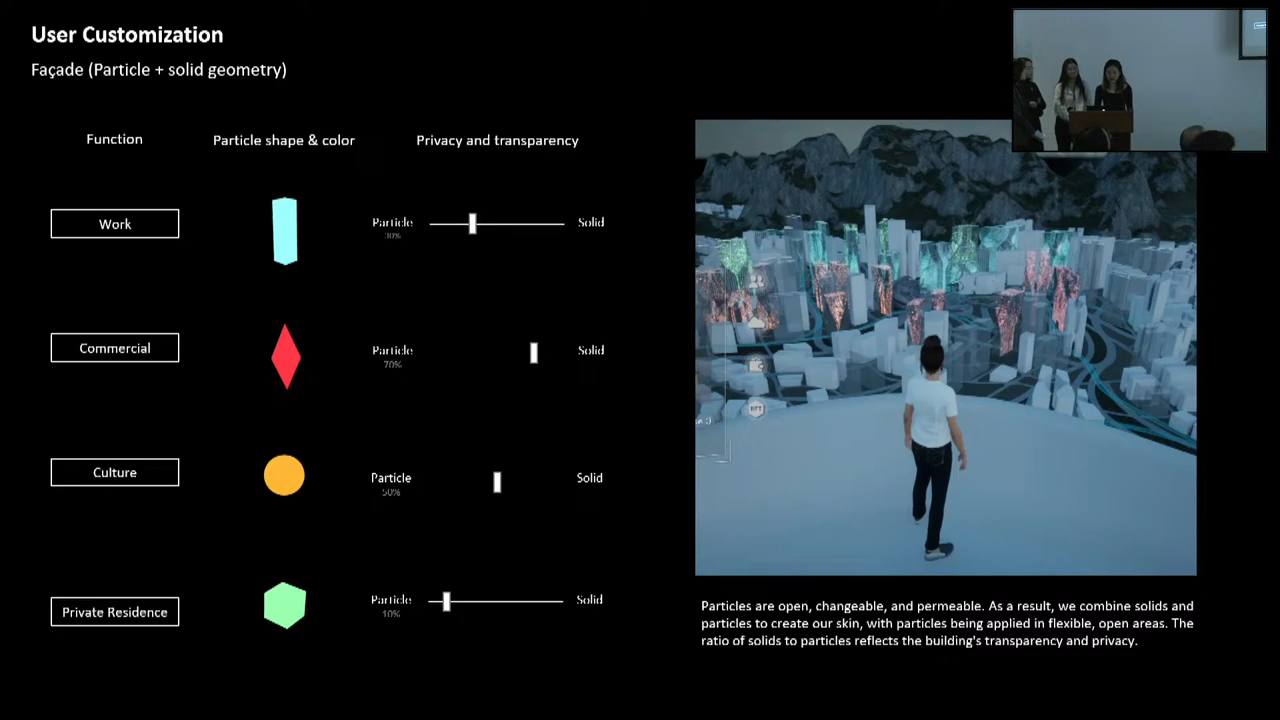 User Customization
Façade (Particle + solid geometry)
Function
Particle shape & color
Privacy and transparency
Work
Particle
Solid
30%
Commercial
Particle
Solid
70%
Culture
Particle
Solid
50%
Private Residence
Particle
Solid
10%
NFT
Particles are open, changeable, and permeable. As a result, we combine solids and
particles to create our skin, with particles being applied in flexible, open areas. The
ratio of solids to particles reflects the building's transparency and privacy.